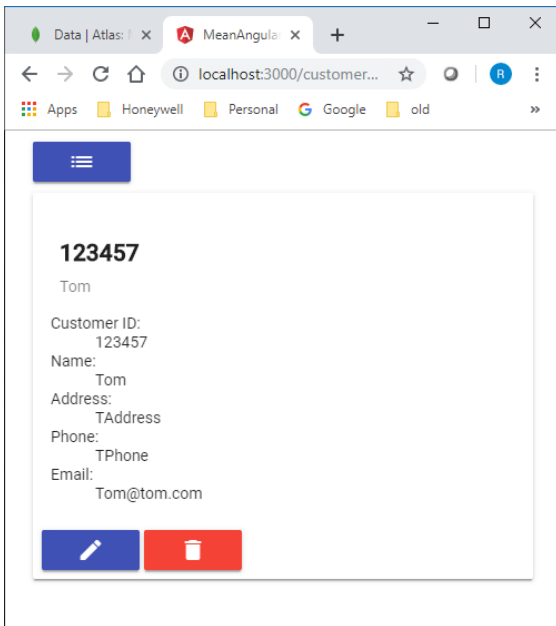 Data | Atlas: M
MeanAngula
localhost:3000/customer...
R
Apps Honeywell Personal Google old
123457
Tom
Customer ID:
123457
Name:
Tom
Address:
TAddress
Phone:
TPhone
Email:
Tom@tom.com